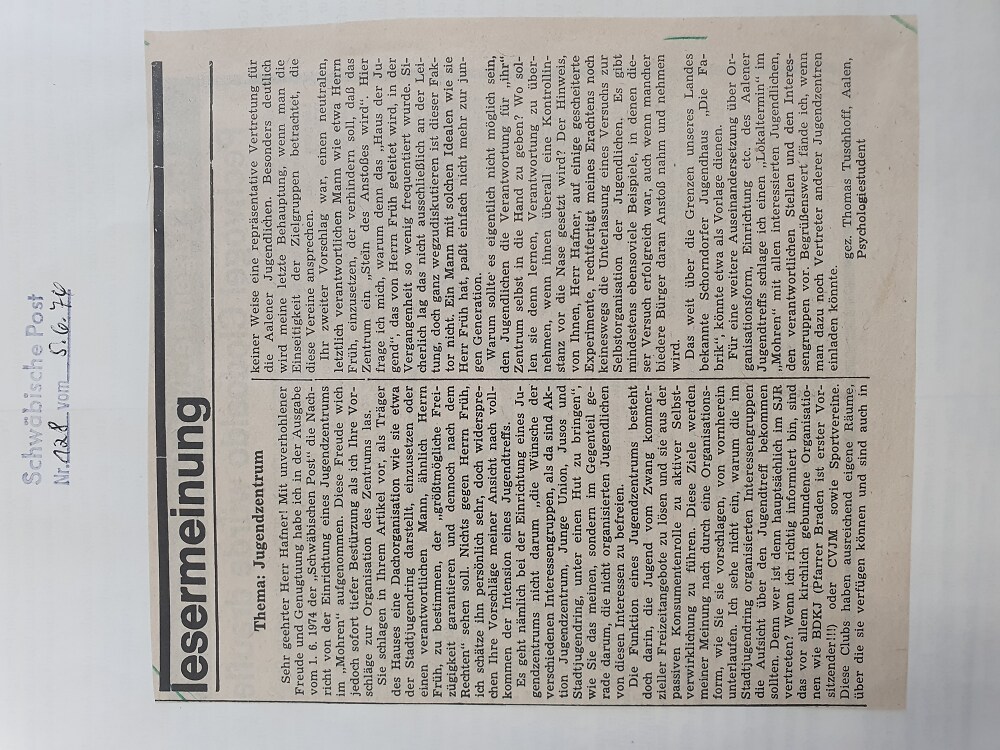 Schwäbische Post
Nr. 128 vom 5.6.74
lesermeinung
Thema: Jugendzentrum
Sehr geehrter Herr Hafner! Mit unverhohlener
Freude und Genugtuung habe ich in der Ausgabe
vom 1. 6. 1974 der „Schwäbischen Post“ die Nach-
richt von der Einrichtung eines Jugendzentrums
im „Mohren“ aufgenommen. Diese Freude wich
jedoch sofort tiefer Bestürzung als ich Ihre Vor-
schläge zur Organisation des Zentrums las.
Sie schlagen in Ihrem Artikel vor, als Träger
des Hauses eine Dachorganisation wie sie etwa
der Stadtjugendring darstellt, einzusetzen oder
einen verantwortlichen Mann, ähnlich Herrn
Früh, zu bestimmen, der „größtmögliche Frei-
zügigkeit garantieren und dennoch nach dem
Rechten“ sehen soll. Nichts gegen Herrn Früh,
ich schätze ihn persönlich sehr, doch widerspre-
chen Ihre Vorschläge meiner Ansicht nach voll-
kommen der Intension eines Jugendtreffs.
Es geht nämlich bei der Einrichtung eines Ju-
gendzentrums nicht darum „die Wünsche der
verschiedenen Interessengruppen, als da sind Ak-
tion Jugendzentrum, Junge Union, Jusos und
Stadtjugendring, unter einen Hut zu bringen“,
wie Sie das meinen, sondern im Gegenteil ge-
rade darum, die nicht organisierten Jugendlichen
von diesen Interessen zu befreien.
Die Funktion eines Jugendzentrums besteht
doch darin, die Jugend vom Zwang kommer-
zieller Freizeitangebote zu lösen und sie aus der
passiven Konsumentenrolle zu aktiver Selbst-
verwirklichung zu führen. Diese Ziele werden
meiner Meinung nach durch eine Organisations-
form, wie Sie sie vorschlagen, von vornherein
unterlaufen. Ich sehe nicht ein, warum die im
Stadtjugendring organisierten Interessengruppen
die Aufsicht über den Jugendtreff bekommen
sollten. Denn wer ist denn hauptsächlich im SJR
vertreten? Wenn ich richtig informiert bin, sind
das vor allem kirchlich gebundene Organisatio-
nen wie BDKJ (Pfarrer Braden ist erster Vor-
sitzender!!!) oder CVJM sowie Sportvereine.
Diese Clubs haben ausreichend eigene Räume,
über die sie verfügen können und sind auch in
keiner Weise eine repräsentative Vertretung für
die Aalener Jugendlichen. Besonders deutlich
wird meine letzte Behauptung, wenn man die
Einseitigkeit der Zielgruppen betrachtet, die
diese Vereine ansprechen.
Ihr zweiter Vorschlag war, einen neutralen,
letztlich verantwortlichen Mann wie etwa Herrn
Früh, einzusetzen, der verhindern soll, daß das
Zentrum ein „Stein des Anstoßes wird“. Hier
frage ich mich, warum denn das „Haus der Ju-
gend“, das von Herrn Früh geleitet wird, in der
Vergangenheit so wenig frequentiert wurde. Si-
cherlich lag das nicht ausschließlich an der Lei-
tung, doch ganz wegzudiskutieren ist dieser Fak-
tor nicht. Ein Mann mit solchen Idealen wie sie
Herr Früh hat, paßt einfach nicht mehr zur jun-
gen Generation.
Warum sollte es eigentlich nicht möglich sein,
den Jugendlichen die Verantwortung für „ihr“
Zentrum selbst in die Hand zu geben? Wo sol-
len sie denn lernen, Verantwortung zu über-
nehmen, wenn ihnen überall eine Kontrollin-
stanz vor die Nase gesetzt wird? Der Hinweis,
von Ihnen, Herr Hafner, auf einige gescheiterte
Experimente, rechtfertigt meines Erachtens noch
keineswegs die Unterlassung eines Versuchs zur
Selbstorganisation der Jugendlichen. Es gibt
mindestens ebensoviele Beispiele, in denen die-
ser Versuch erfolgreich war, auch wenn mancher
biedere Bürger daran Anstoß nahm und nehmen
wird.
Das weit über die Grenzen unseres Landes
bekannte Schorndorfer Jugendhaus „Die Fa-
brik“, könnte etwa als Vorlage dienen.
Für eine weitere Auseinandersetzung über Or-
ganisationsform, Einrichtung etc. des Aalener
Jugendtreffs schlage ich einen „Lokaltermin“ im
„Mohren“ mit allen interessierten Jugendlichen,
den verantwortlichen Stellen und den Interes-
sengruppen vor. Begrüßenswert fände ich, wenn
man dazu noch Vertreter anderer Jugendzentren
einladen könnte.
gez. Thomas Tuschhoff, Aalen,
Psychologiestudent